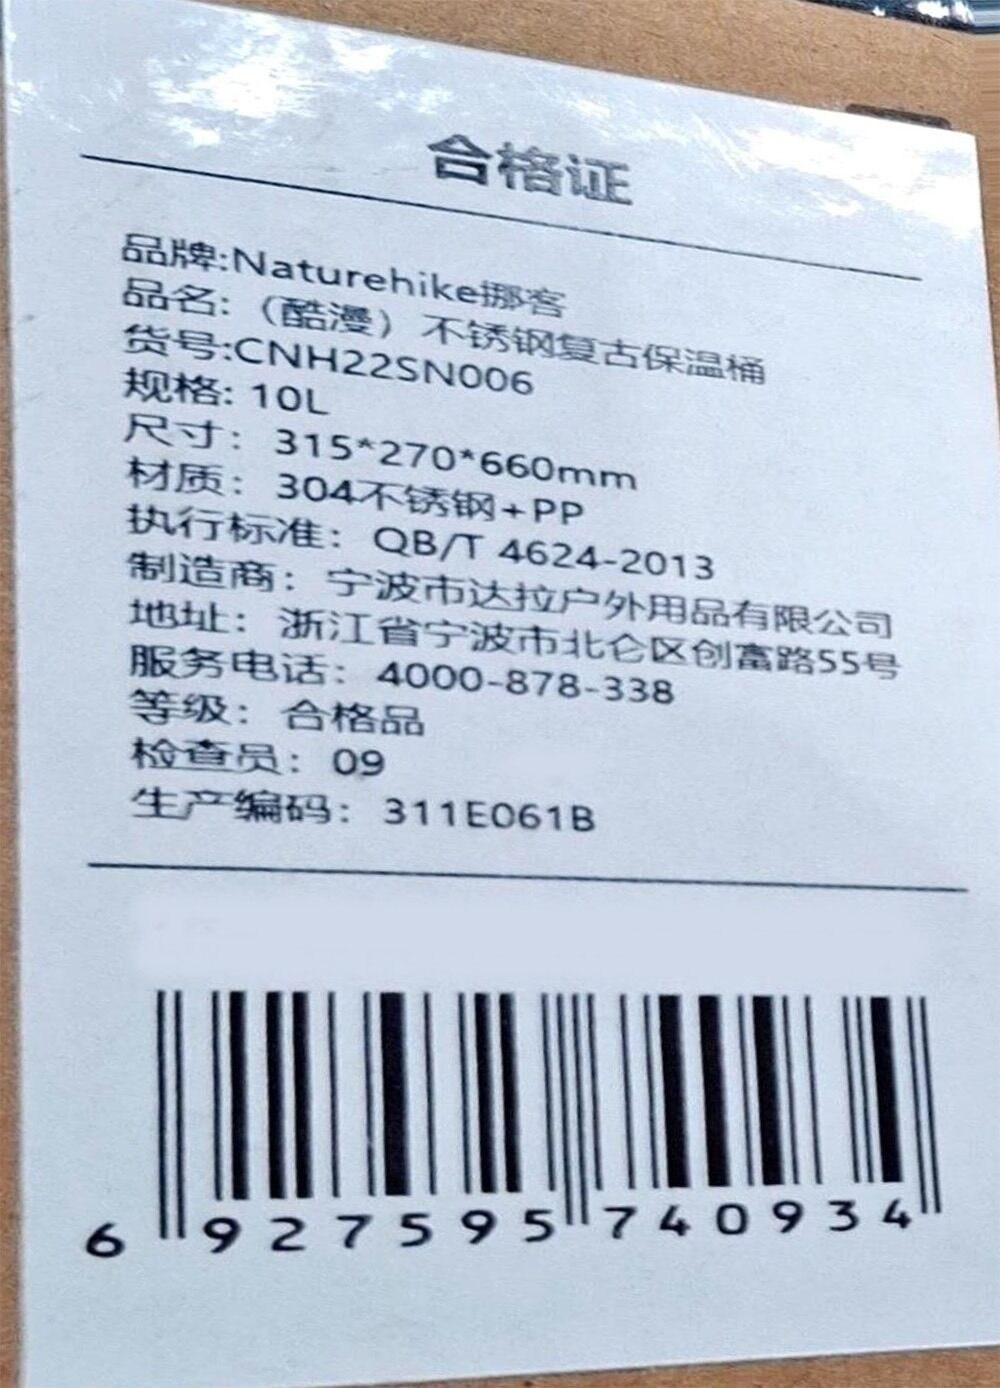 合格证
品牌:Naturehike挪客
品名:（酷漫）不锈钢复古保温桶
货号:CNH22SN006
规格: 10L
尺寸: 315*270*660mm
材质: 304不锈钢+PP
执行标准: QB/T 4624-2013
制造商: 宁波市达拉户外用品有限公司
地址: 浙江省宁波市北仑区创富路55号
服务电话: 4000-878-338
等级: 合格品
检查员: 09
生产编码: 311E061B
6 927595 740934